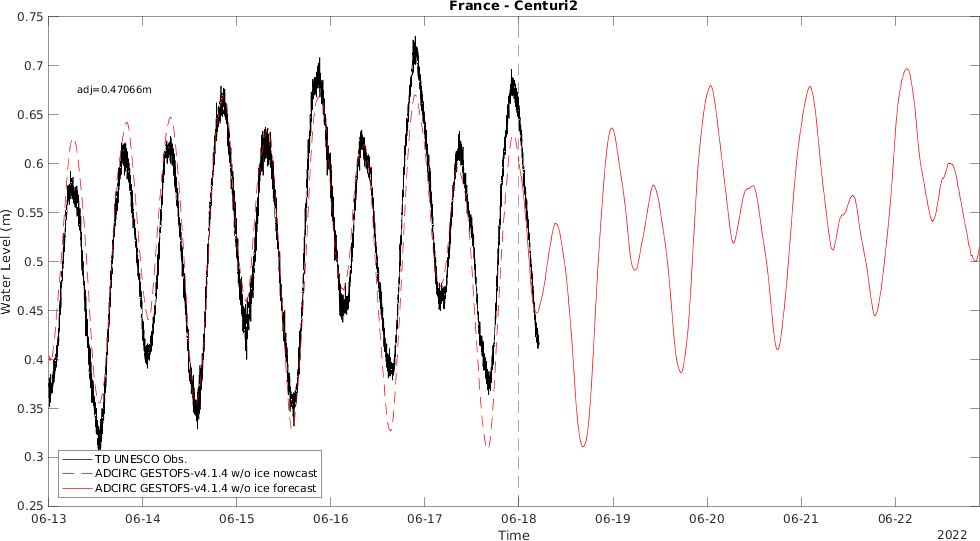 France - Centuri2
0.75
0.7
0.65
0.6
0.55
0.5
0.45
0.4
0.35
0.3
0.25
Water Level (m)
adj=0.47066m
TD UNESCO Obs.
ADCIRC GESTOFS-v4.1.4 w/o ice nowcast
ADCIRC GESTOFS-v4.1.4 w/o ice forecast
06-13 06-14 06-15 06-16 06-17 06-18 06-19 06-20 06-21 06-22
Time
2022